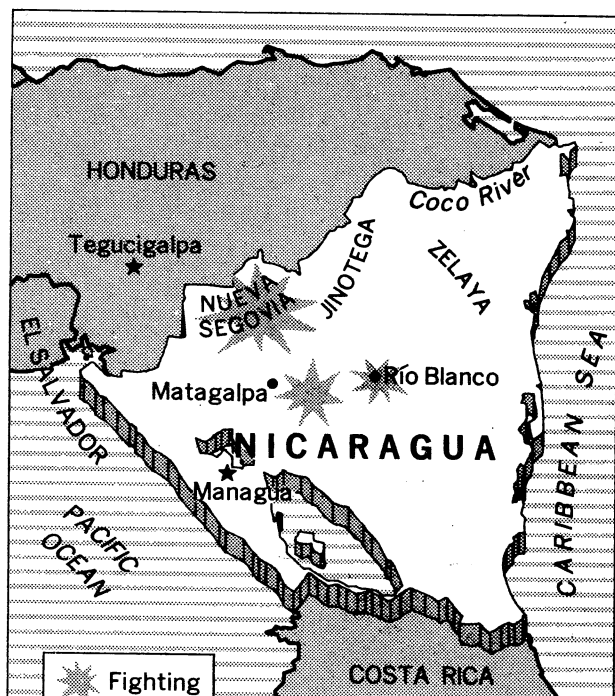 HONDURAS
Coco River
Tegucigalpa
JINOTEGA
ZELAYA
NUEVA
SEGOVIA
EL SALVADOR
Matagalpa
Río Blanco
NICARAGUA
CARIBBEAN SEA
Managua
PACIFIC
OCEAN
Fighting
COSTA RICA